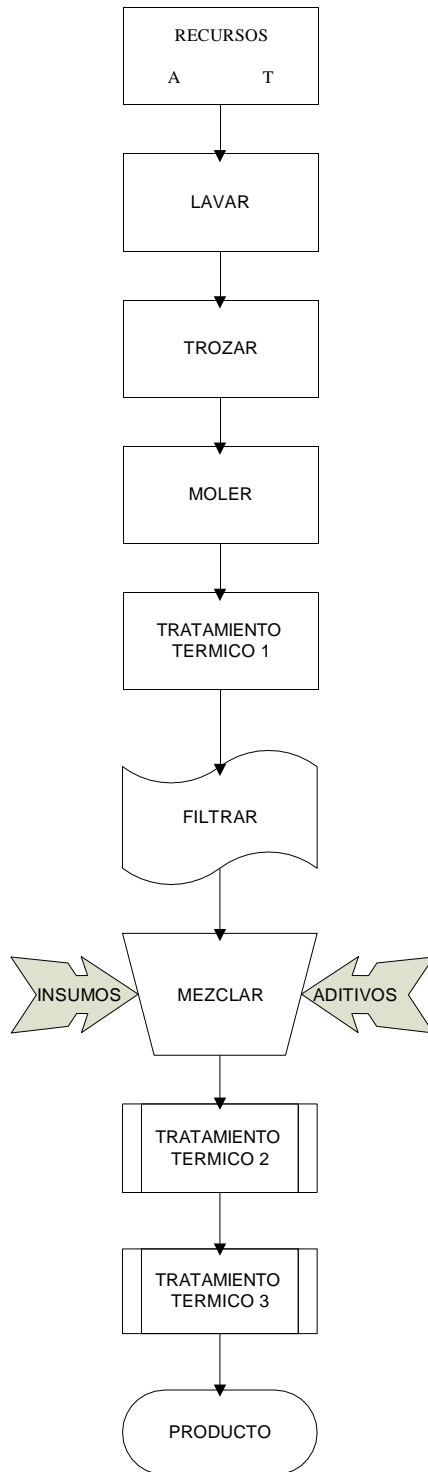 RECURSOS
A T
LAVAR
TROZAR
MOLER
TRATAMIENTO
TERMICO 1
FILTRAR
INSUMOS
MEZCLAR
ADITIVOS
TRATAMIENTO
TERMICO 2
TRATAMIENTO
TERMICO 3
PRODUCTO